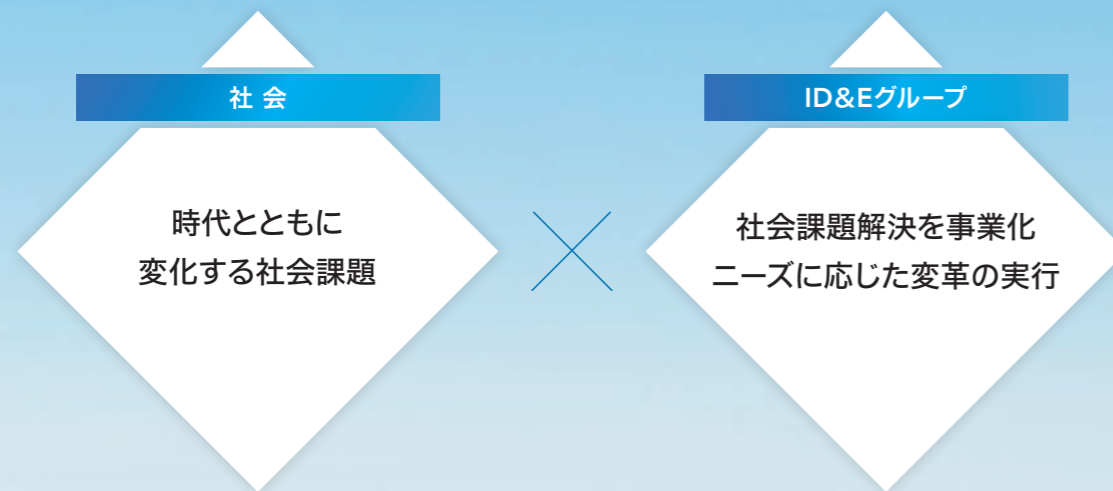 社会
時代とともに
変化する社会課題
ID&Eグループ
社会課題解決を事業化
ニーズに応じた変革の実行